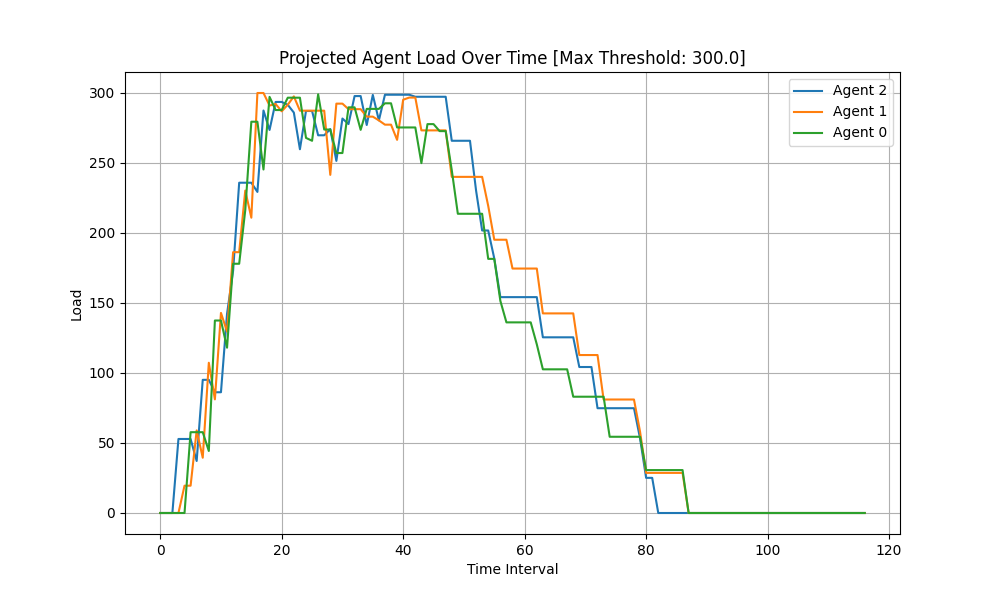 Projected Agent Load Over Time [Max Threshold: 300.0]
Agent 2
Agent 1
Agent 0
Load
300
250
200
150
100
50
0
0 20 40 60 80 100 120
Time Interval